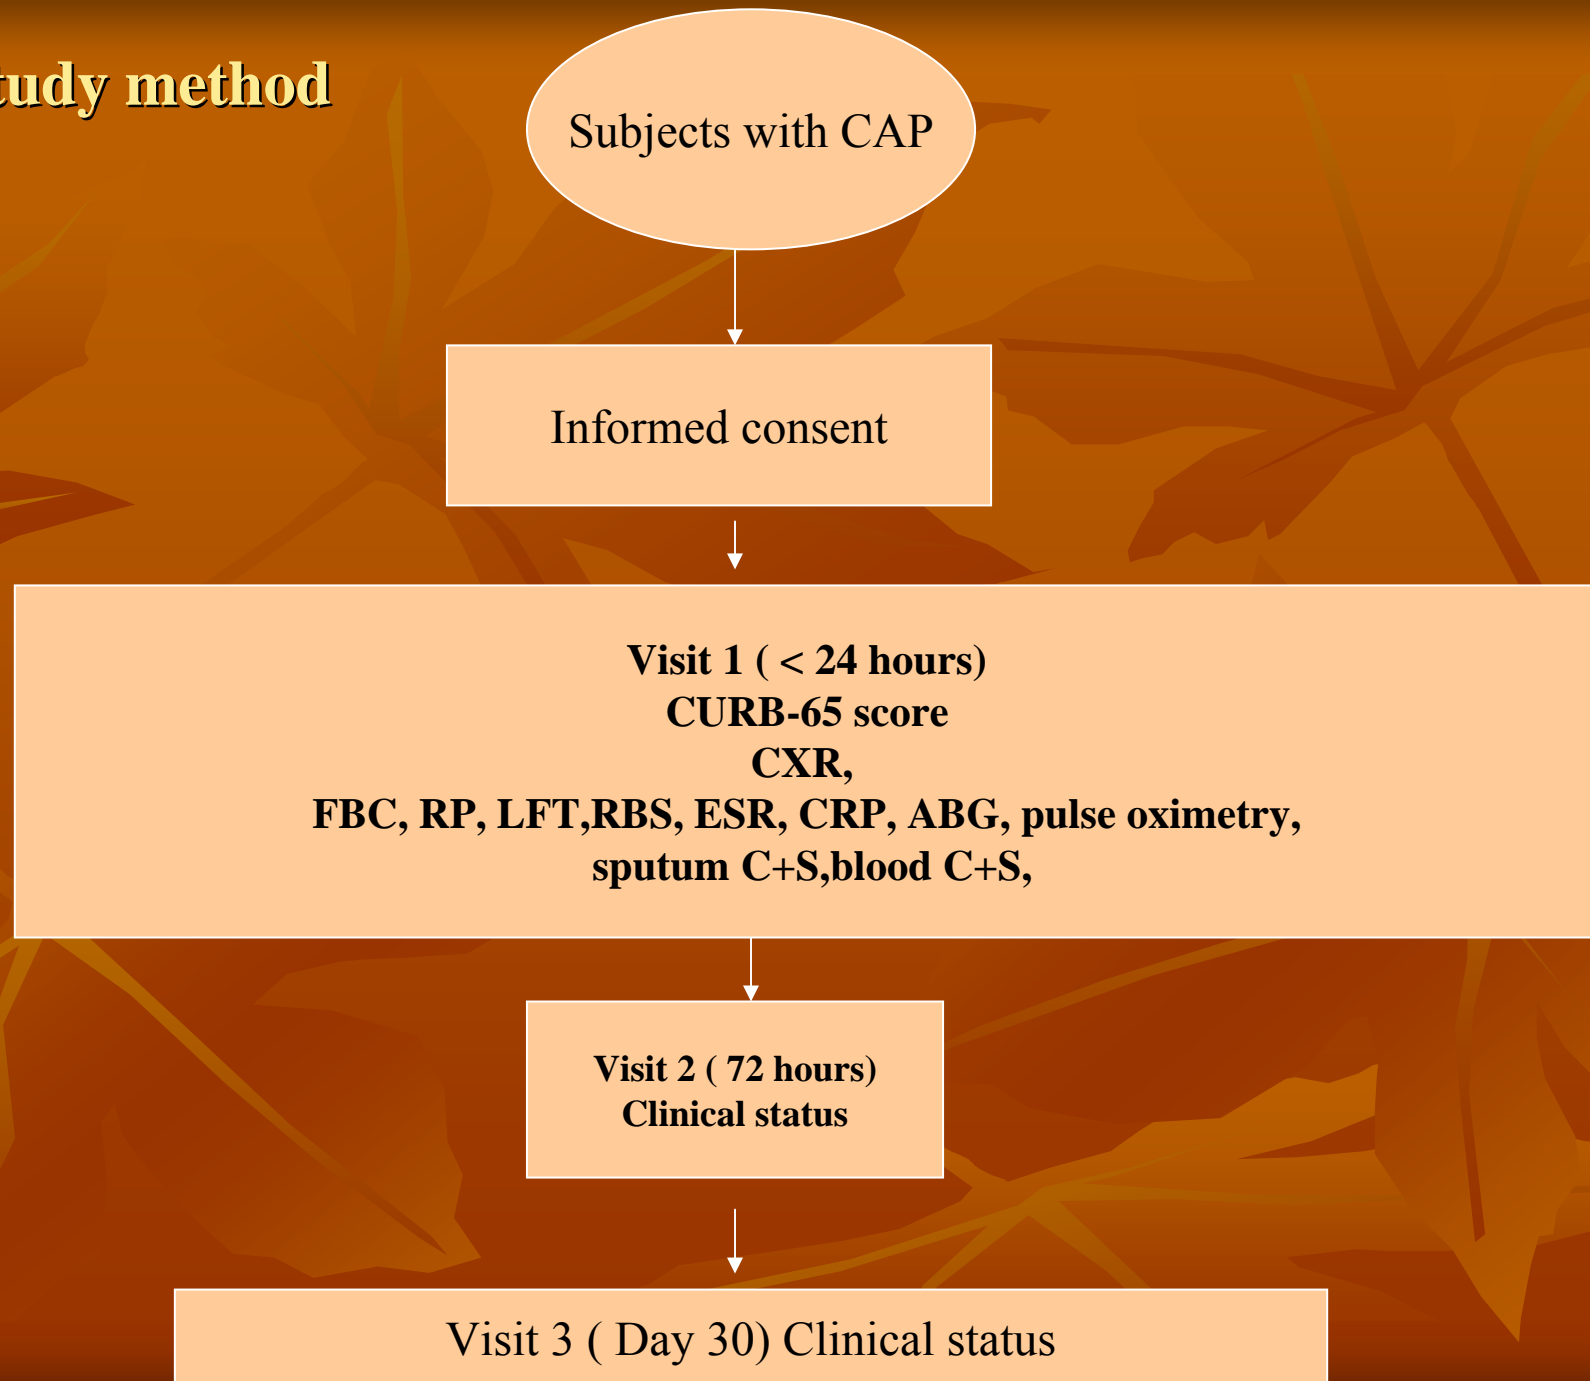 tudy method
Subjects with CAP
Informed consent
Visit 1 ( < 24 hours)
CURB-65 score
CXR,
FBC, RP, LFT,RBS, ESR, CRP, ABG, pulse oximetry,
sputum C+S,blood C+S,
Visit 2 ( 72 hours)
Clinical status
Visit 3 ( Day 30) Clinical status